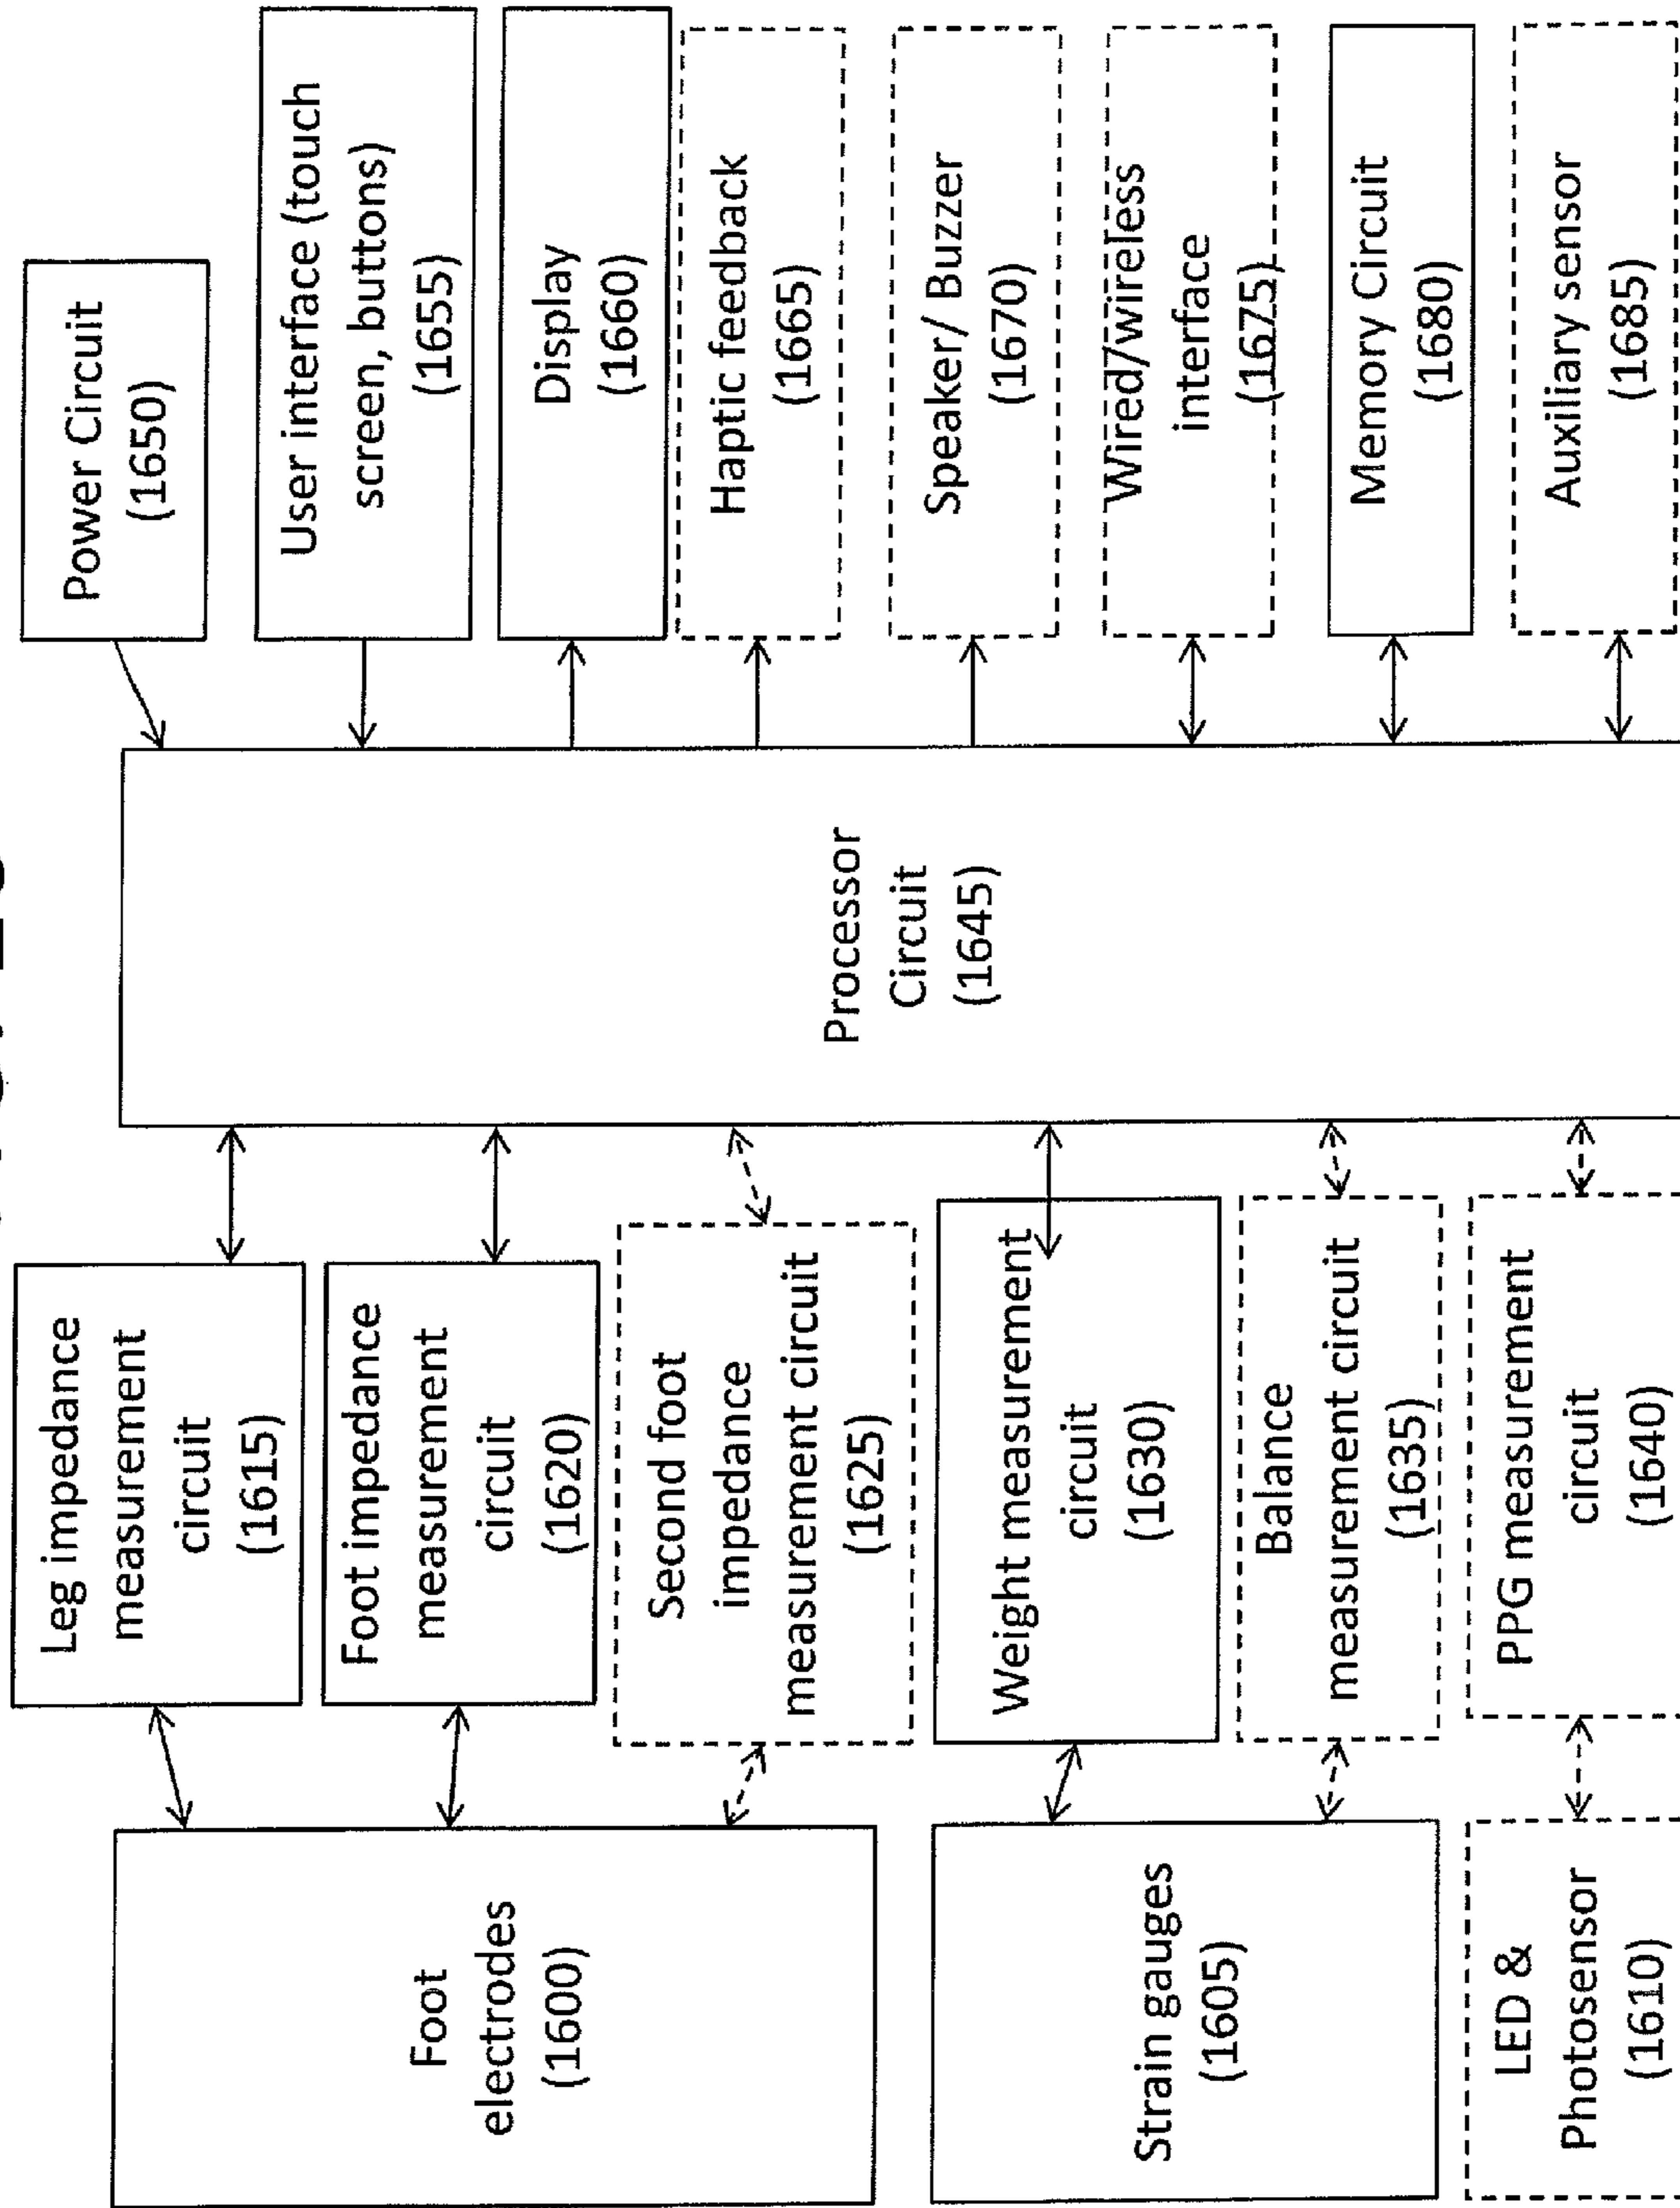 Foot
electrodes
(1600)
Strain gauges
(1605)
LED &
Photosensor
(1610)
Leg impedance
measurement
circuit
(1615)
Foot impedance
measurement
circuit
(1620)
Second foot
impedance
measurement circuit
(1625)
Weight measurement
circuit
(1630)
Balance
measurement circuit
(1635)
PPG measurement
circuit
(1640)
Processor
Circuit
(1645)
Power Circuit
(1650)
User interface (touch
screen, buttons)
(1655)
Display
(1660)
Haptic feedback
(1665)
Speaker/ Buzzer
(1670)
Wired/wireless
interface
(1675)
Memory Circuit
(1680)
Auxiliary sensor
(1685)